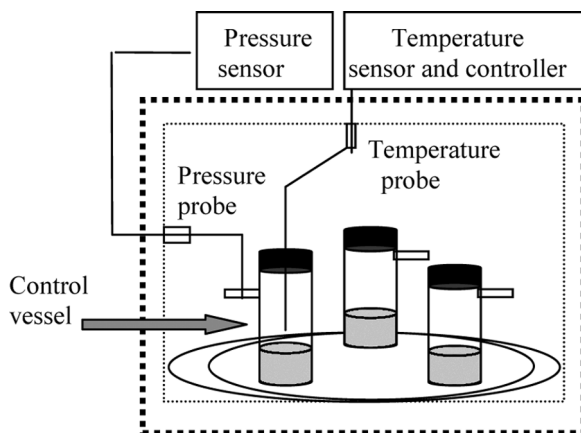 Pressure
sensor
Temperature
sensor and controller
Temperature
probe
Pressure
probe
Control
vessel